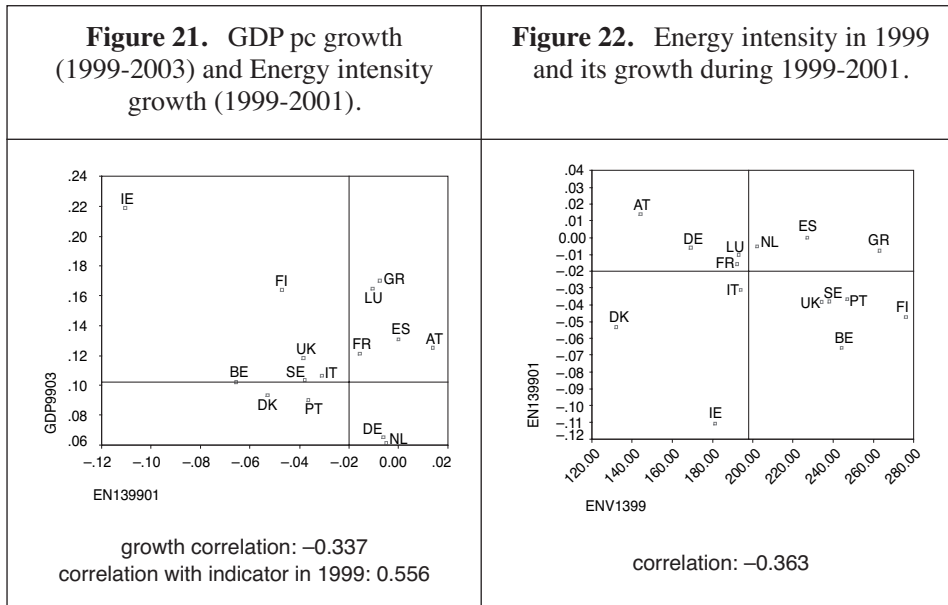 Figure 21. GDP pc growth
(1999-2003) and Energy intensity
growth (1999-2001).
Figure 22. Energy intensity in 1999
and its growth during 1999-2001.
.24
.22
.20
.18
.16
.14
.12
.10
.08
.06
GDP9903
IE
FI
GR
LU
ES
AT
UK
FR
BE
SE
IT
DK
PT
DE
NL
–.12 –.10 –.08 –.06 –.04 –.02 0.00 .02
EN139901
growth correlation: –0.337
correlation with indicator in 1999: 0.556
.04
.03
.02
.01
0.00
–.01
–.02
–.03
–.04
–.05
–.06
–.07
–.08
–.09
–.10
–.11
–.12
EN139901
AT
DE
LU
NL
ES
GR
FR
IT
DK
UK
SE
PT
FI
BE
IE
120.00 140.00 160.00 180.00 200.00 220.00 240.00 260.00 280.00
ENV1399
correlation: –0.363